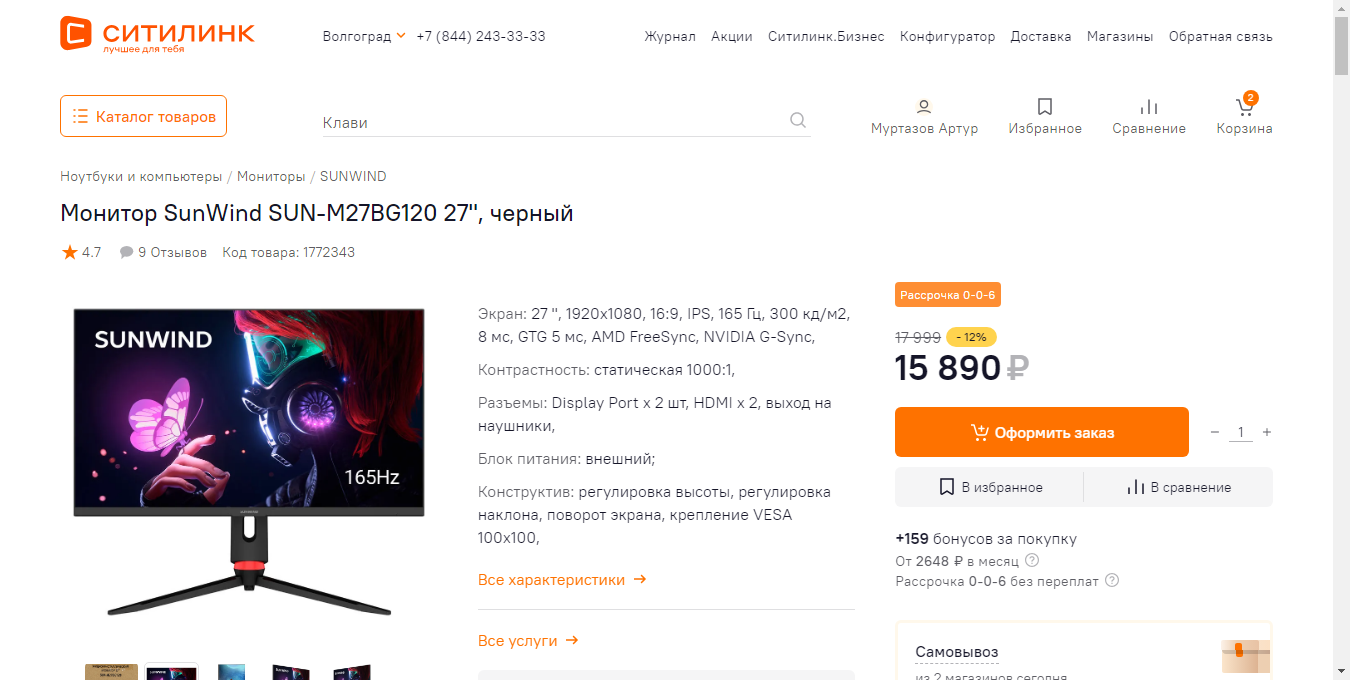 СИТИЛИНК
лучшее для тебя
Волгоград +7 (844) 243-33-33
Журнал Акции Ситилинк.Бизнес Конфигуратор Доставка Магазины Обратная связь
Каталог товаров
Клави
Муртазов Артур
Избранное
Сравнение
2
Корзина
Ноутбуки и компьютеры / Мониторы / SUNWIND
Монитор SunWind SUN-M27BG120 27", черный
4.7 9 Отзывов Код товара: 1772343
SUNWIND
165Hz
Экран: 27 ", 1920x1080, 16:9, IPS, 165 Гц, 300 кд/м2,
8 мс, GTG 5 мс, AMD FreeSync, NVIDIA G-Sync,
Контрастность: статическая 1000:1,
Разъемы: Display Port x 2 шт, HDMI x 2, выход на
наушники,
Блок питания: внешний;
Конструктив: регулировка высоты, регулировка
наклона, поворот экрана, крепление VESA
100x100,
Все характеристики →
Все услуги →
Рассрочка 0-0-6
17 999 - 12%
15 890 ₽
Оформить заказ
− 1 +
В избранное
В сравнение
+159 бонусов за покупку
От 2648 ₽ в месяц ?
Рассрочка 0-0-6 без переплат ?
Самовывоз
из 2 магазинов сегодня